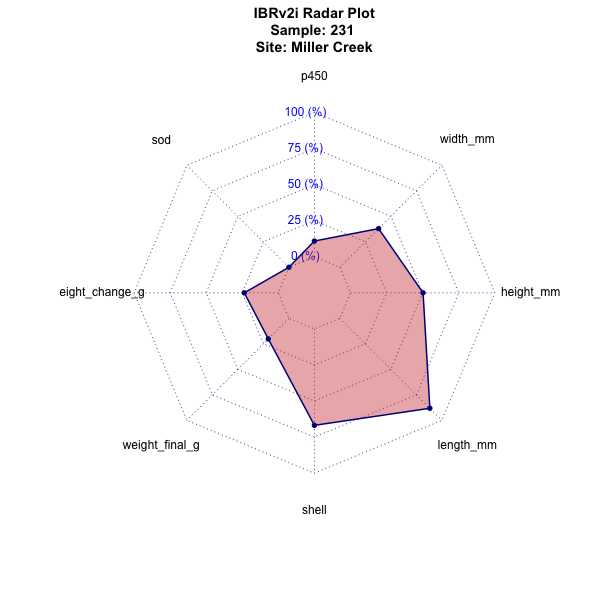 IBRv2i Radar Plot
Sample: 231
Site: Miller Creek
p450
100 (%)
sod
width_mm
75 (%)
50 (%)
25 (%)
0 (%)
eight_change_g
height_mm
weight_final_g
length_mm
shell